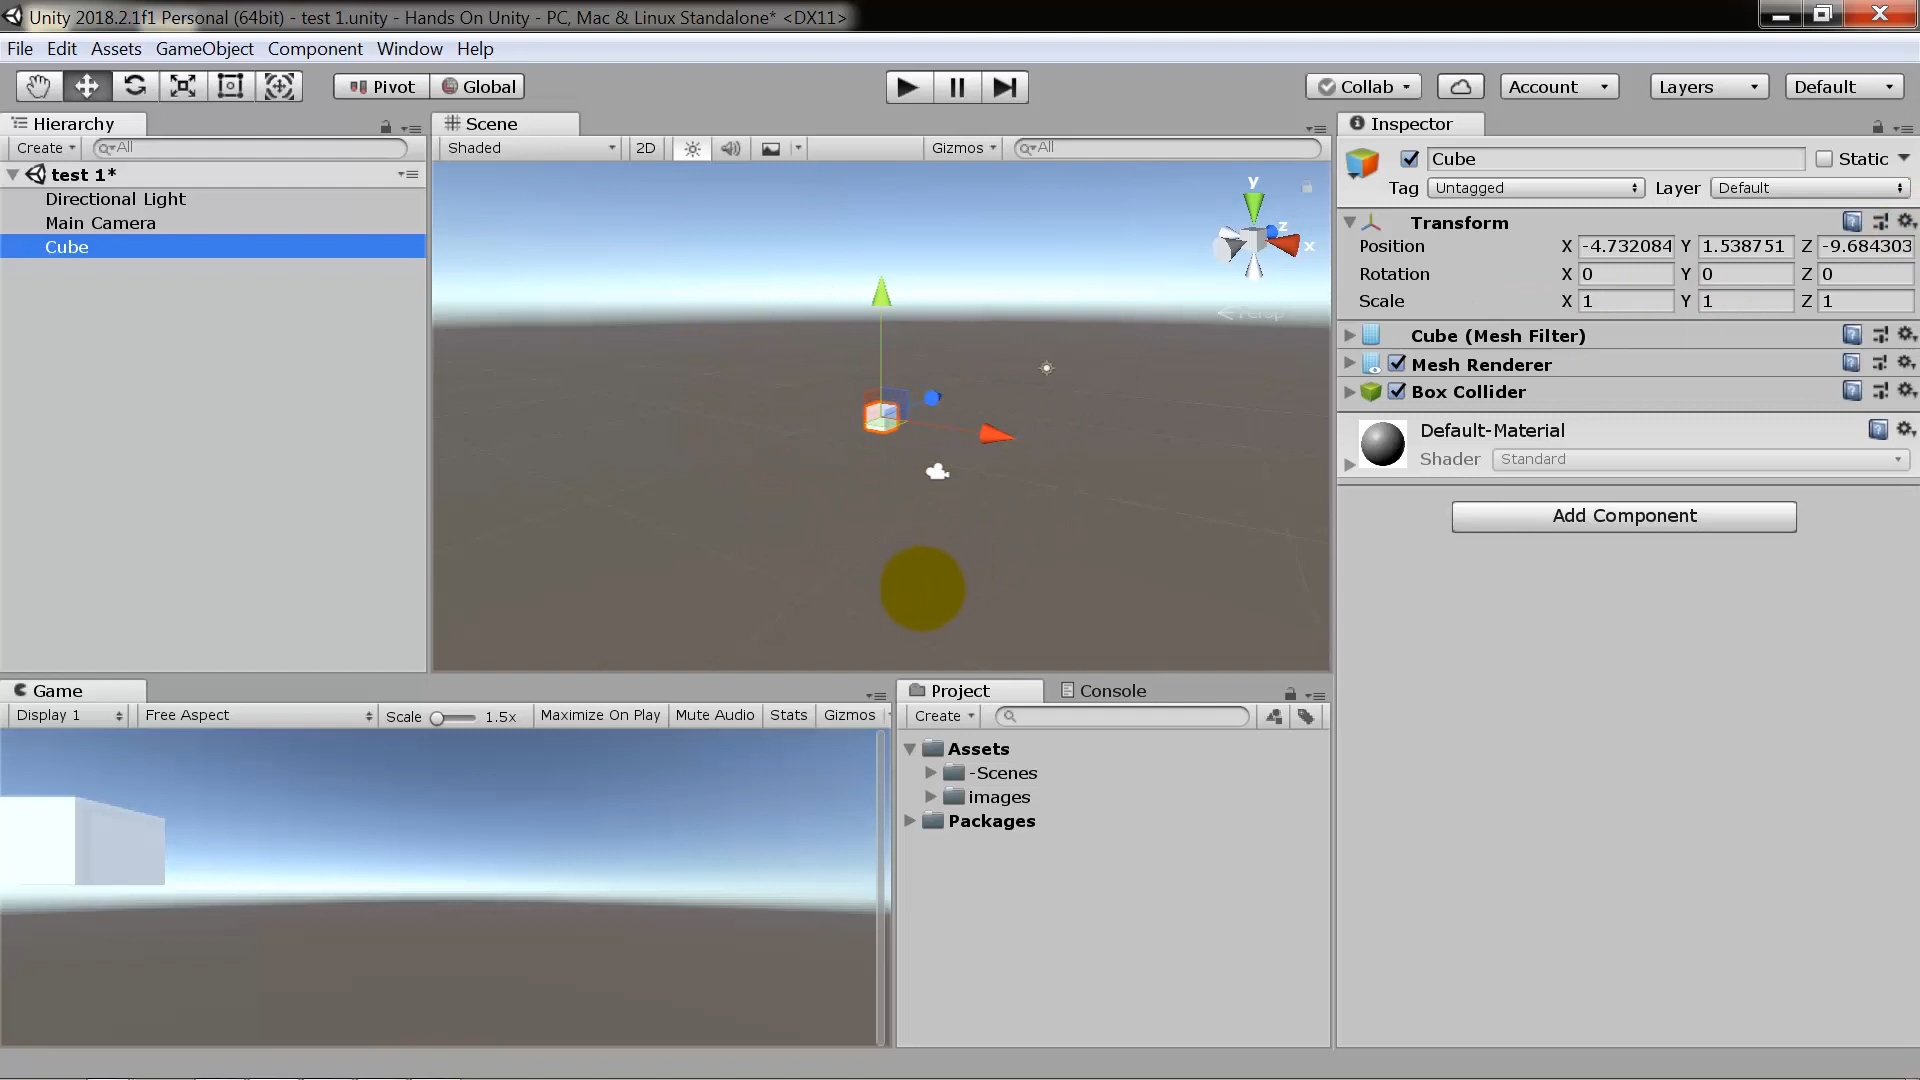 Unity 2018.2.1f1 Personal (64bit) - test 1.unity - Hands On Unity - PC, Mac & Linux Standalone* <DX11>
File Edit Assets GameObject Component Window Help
Pivot Global Collab Account Layers Default
Hierarchy
Create All
test 1*
Directional Light
Main Camera
Cube
Scene
Shaded 2D Gizmos All
y
z
x
Persp
Inspector
Cube Static
Tag Untagged Layer Default
Transform
Position X -4.732084 Y 1.538751 Z -9.684303
Rotation X 0 Y 0 Z 0
Scale X 1 Y 1 Z 1
Cube (Mesh Filter)
Mesh Renderer
Box Collider
Default-Material
Shader Standard
Add Component
Game
Display 1 Free Aspect Scale 1.5x Maximize On Play Mute Audio Stats Gizmos
Project Console
Create
Assets
-Scenes
images
Packages